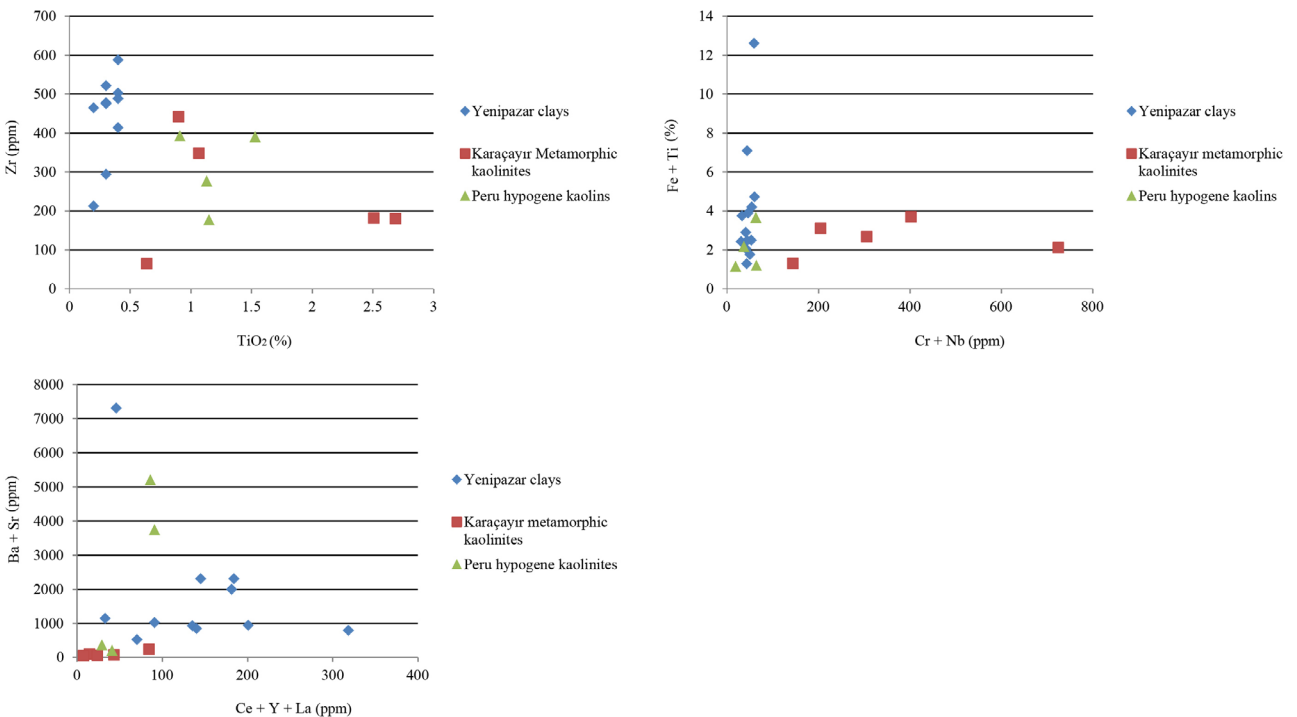 700
600
500
400
300
200
100
0
0 0.5 1 1.5 2 2.5 3
Zr (ppm)
TiO2 (%)
Yenipazar clays
Karaçayır Metamorphic
kaolinites
Peru hypogene kaolins
14
12
10
8
6
4
2
0
0 200 400 600 800
Fe + Ti (%)
Cr + Nb (ppm)
Yenipazar clays
Karaçayır metamorphic
kaolinites
Peru hypogene kaolins
8000
7000
6000
5000
4000
3000
2000
1000
0
0 100 200 300 400
Ba + Sr (ppm)
Ce + Y + La (ppm)
Yenipazar clays
Karaçayır metamorphic
kaolinites
Peru hypogene kaolinites